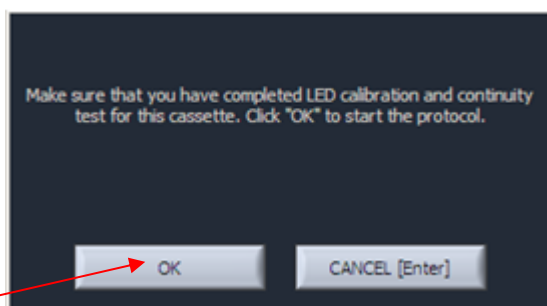 Make sure that you have completed LED calibration and continuity
test for this cassette. Click "OK" to start the protocol.
OK
CANCEL [Enter]